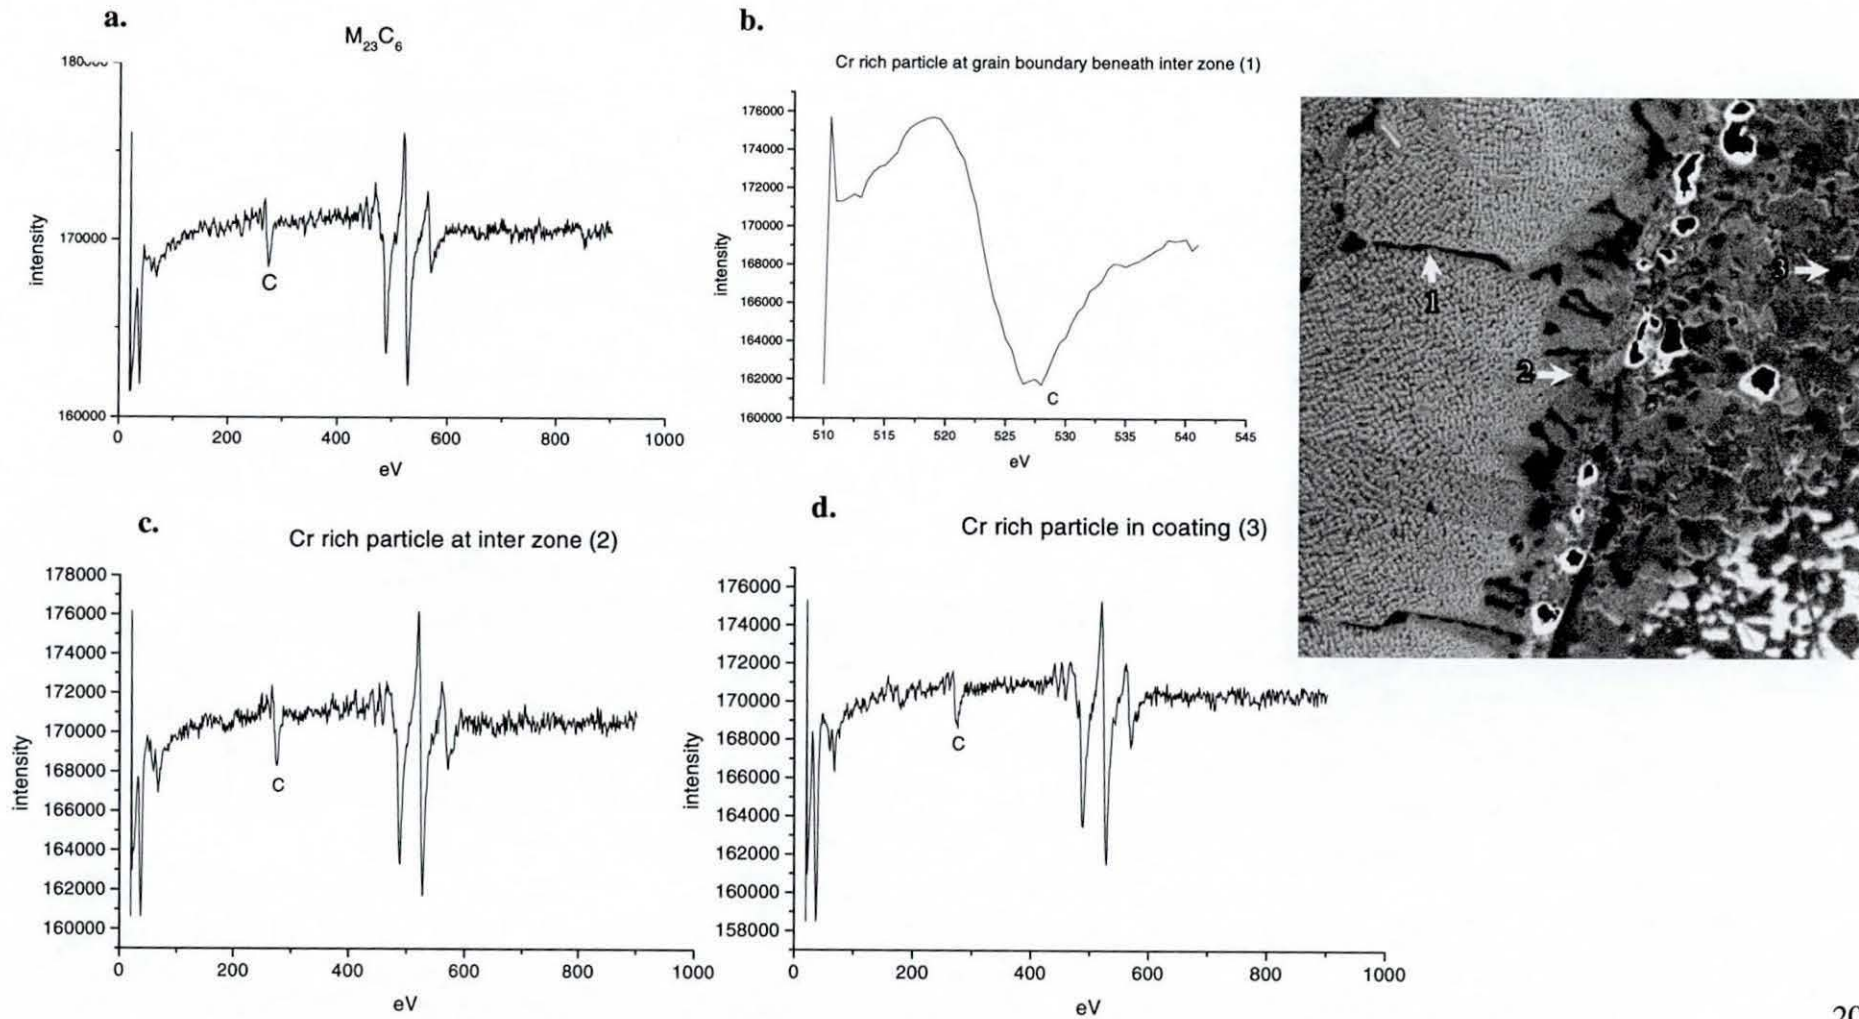 a.
M23C6
180000
170000
160000
intensity
C
0 200 400 600 800 1000
eV
b.
Cr rich particle at grain boundary beneath inter zone (1)
176000
174000
172000
170000
168000
166000
164000
162000
160000
intensity
C
510 515 520 525 530 535 540 545
eV
1
2
3
c.
Cr rich particle at inter zone (2)
178000
176000
174000
172000
170000
168000
166000
164000
162000
160000
intensity
C
0 200 400 600 800 1000
eV
d.
Cr rich particle in coating (3)
176000
174000
172000
170000
168000
166000
164000
162000
160000
158000
intensity
C
0 200 400 600 800 1000
eV